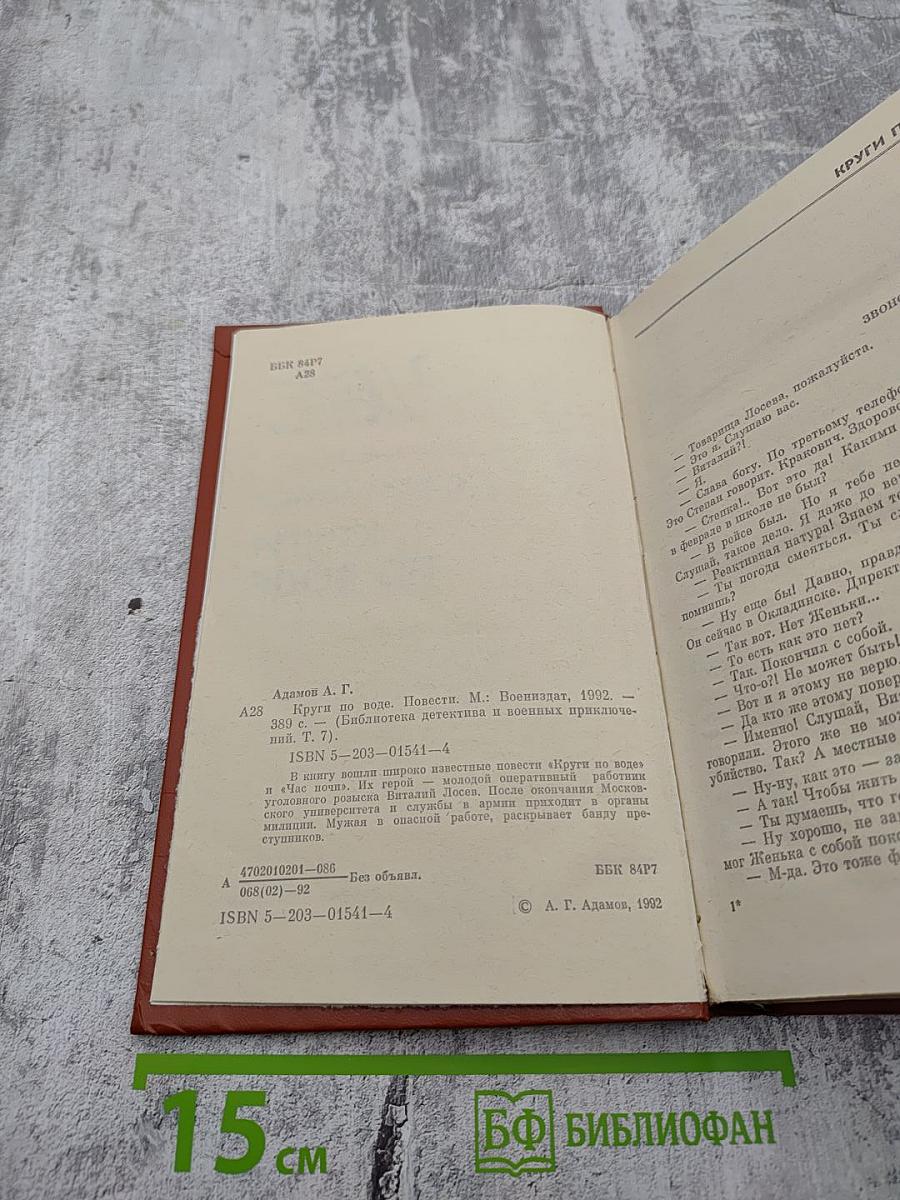 ББК 84Р7
А28
Адамов А. Г.
А28 Круги по воде. Повести. М.: Воениздат, 1992. —
389 с. — (Библиотека детектива и военных приключе-
ний. Т. 7).
ISBN 5—203—01541—4
В книгу вошли широко известные повести «Круги по воде»
и «Час ночи». Их герой — молодой оперативный работник
уголовного розыска Виталий Лосев. После окончания Москов-
ского университета и службы в армии приходит в органы
милиции. Мужая в опасной работе, раскрывает банду пре-
ступников.
А 4702010201—086 Без объявл.
068(02)—92
ББК 84Р7
ISBN 5—203—01541—4
© А. Г. Адамов, 1992
КРУГИ П
ЗВОНО
— Товарища Лосева, пожалуйста.
— Это я. Слушаю вас.
— Виталий?!
— Я.
— Слава богу. По третьему телефо
Это Степан говорит. Кракович. Здоров
— Степка!.. Вот это да! Какими
в феврале в школе не был?
— В рейсе был. Но я тебе не
Слушай, такое дело. Я даже до ве
— Реактивная натура! Знаем те
— Ты погоди смеяться. Ты с
помнишь?
— Ну еще бы! Давно, правд
Он сейчас в Окладинске. Директ
— Так вот. Нет Женьки...
— То есть как это нет?
— Так. Покончил с собой.
— Что-о?! Не может быть!
— Вот и я этому не верю.
— Да кто же этому повер
— Именно! Слушай, Ви
говорили. Этого же не мо
убийство. Так? А местные
— Ну-ну, как это — за
— А так! Чтобы жить
— Ты думаешь, что г
— Ну хорошо, не за
мог Женька с собой пок
— М-да. Это тоже ф
1*
15 см
БФ БИБЛИОФАН